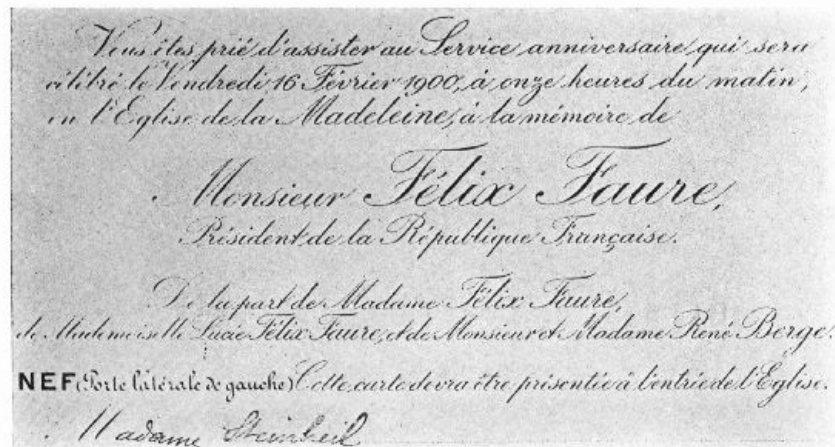 Vous êtes prié d'assister au Service anniversaire, qui sera
célébré le Vendredi 16 Février 1900, à onze heures du matin,
en l'Eglise de la Madeleine, à la mémoire de
Monsieur Félix Faure,
Président de la République Française.
De la part de Madame Félix Faure,
de Mademoiselle Lucie Félix Faure, et de Monsieur et Madame René Berge.
NEF (Porte latérale de gauche) Cette carte devra être présentée à l'entrée de l'Eglise.
Madame Steinheil